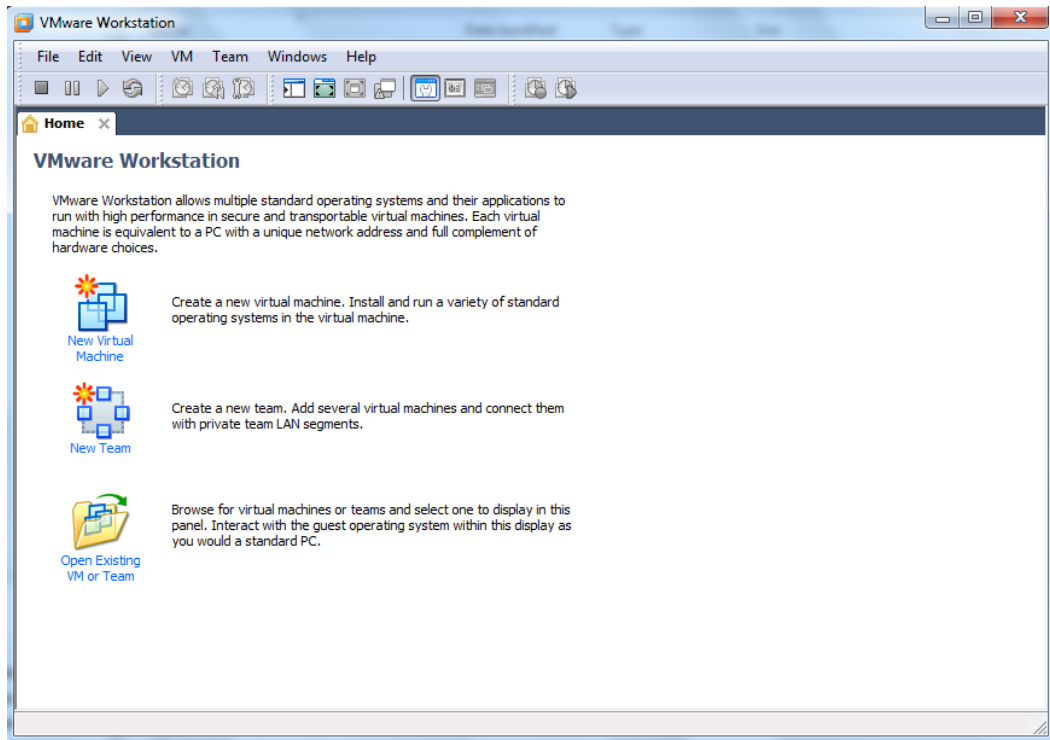 VMware Workstation
File Edit View VM Team Windows Help
Home
VMware Workstation
VMware Workstation allows multiple standard operating systems and their applications to
run with high performance in secure and transportable virtual machines. Each virtual
machine is equivalent to a PC with a unique network address and full complement of
hardware choices.
New Virtual
Machine
Create a new virtual machine. Install and run a variety of standard
operating systems in the virtual machine.
New Team
Create a new team. Add several virtual machines and connect them
with private team LAN segments.
Open Existing
VM or Team
Browse for virtual machines or teams and select one to display in this
panel. Interact with the guest operating system within this display as
you would a standard PC.